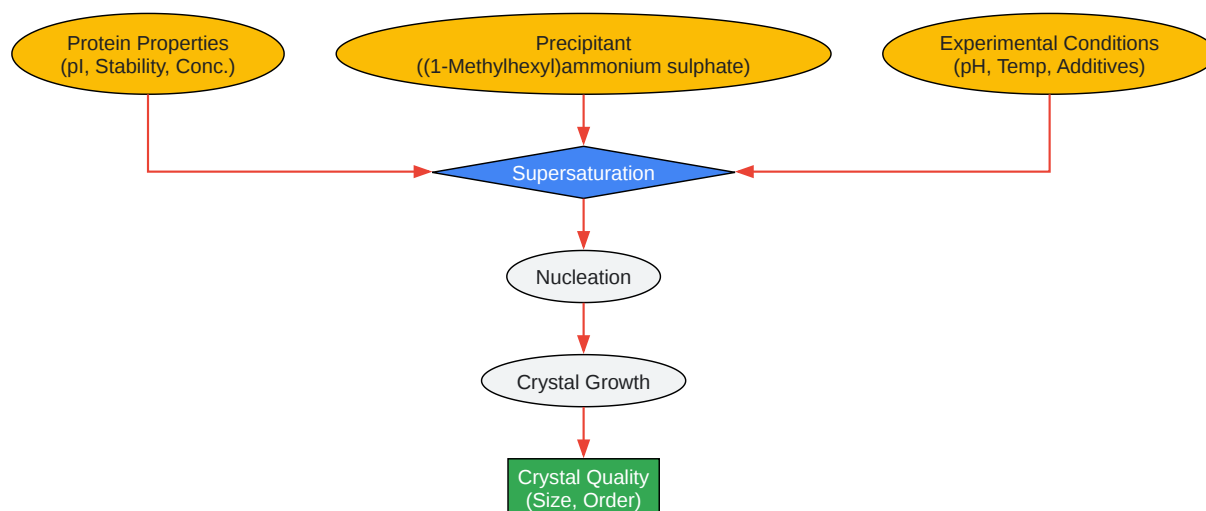 Protein Properties
(pI, Stability, Conc.)
Precipitant
((1-Methylhexyl)ammonium sulphate)
Experimental Conditions
(pH, Temp, Additives)
Supersaturation
Nucleation
Crystal Growth
Crystal Quality
(Size, Order)